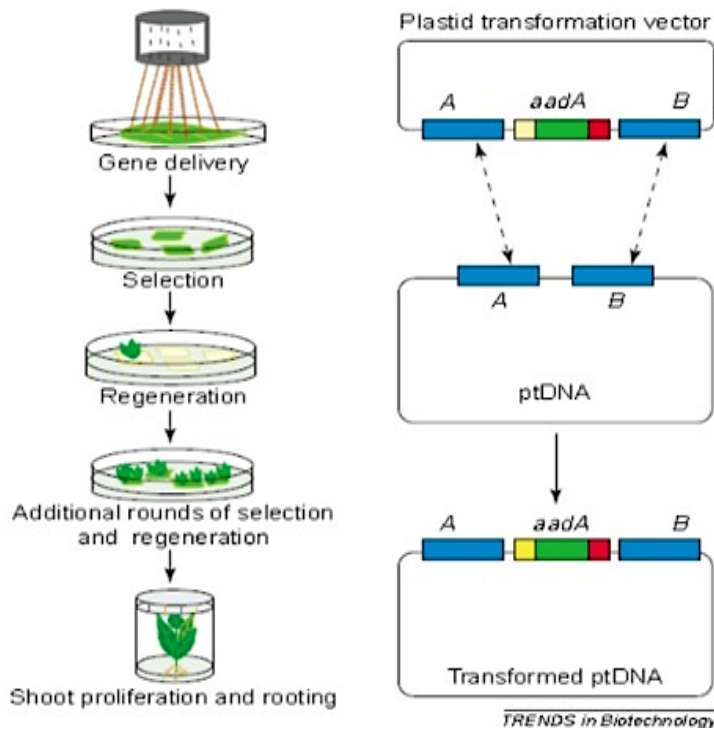 Gene delivery
Selection
Regeneration
Additional rounds of selection
and regeneration
Shoot proliferation and rooting
Plastid transformation vector
A aadA B
A B
ptDNA
A aadA B
Transformed ptDNA
TRENDS in Biotechnology